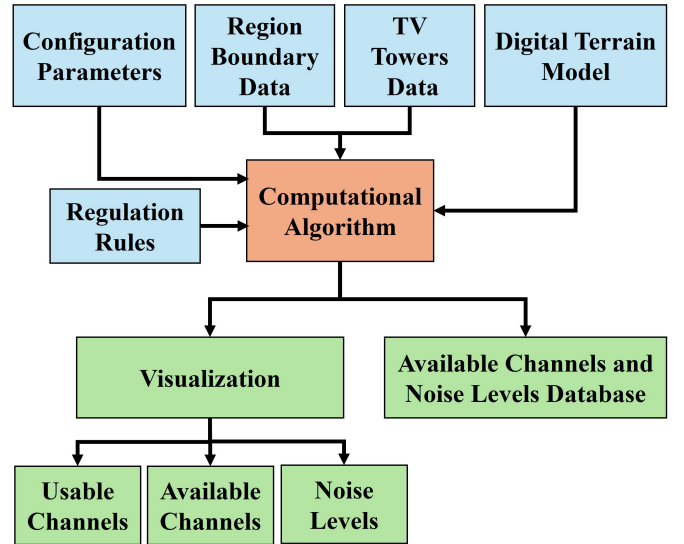 Configuration
Parameters
Region
Boundary
Data
TV
Towers
Data
Digital Terrain
Model
Regulation
Rules
Computational
Algorithm
Visualization
Available Channels and
Noise Levels Database
Usable
Channels
Available
Channels
Noise
Levels